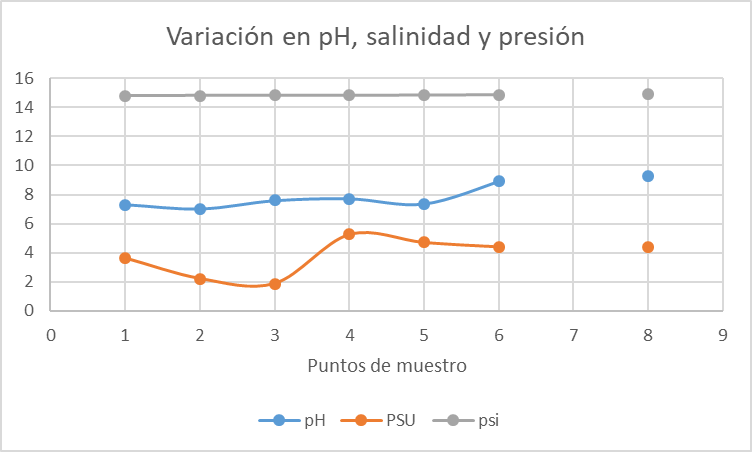 Variación en pH, salinidad y presión
16
14
12
10
8
6
4
2
0
0 1 2 3 4 5 6 7 8 9
Puntos de muestro
pH PSU psi